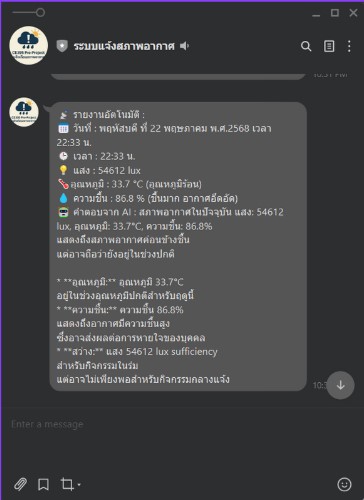 ระบบแจ้งสภาพอากาศ
10:31 PM
รายงานอัตโนมัติ :
วันที่ : พฤหัสบดี ที่ 22 พฤษภาคม พ.ศ.2568 เวลา
22:33 น.
เวลา : 22:33 น.
แสง : 54612 lux
อุณหภูมิ : 33.7 °C (อุณหภูมิร้อน)
ความชื้น : 86.8 % (ชื้นมาก อากาศอึดอัด)
คำตอบจาก AI : สภาพอากาศในปัจจุบัน แสง: 54612
lux, อุณหภูมิ: 33.7°C, ความชื้น: 86.8%
แสดงถึงสภาพอากาศค่อนข้างชื้น
แต่อาจถือว่ายังอยู่ในช่วงปกติ
* **อุณหภูมิ:** อุณหภูมิ 33.7°C
อยู่ในช่วงอุณหภูมิปกติสำหรับฤดูนี้
* **ความชื้น:** ความชื้น 86.8%
แสดงถึงอากาศมีความชื้นสูง
ซึ่งอาจส่งผลต่อการหายใจของบุคคล
* **สว่าง:** แสง 54612 lux sufficiency
สำหรับกิจกรรมในร่ม
แต่อาจไม่เพียงพอสำหรับกิจกรรมกลางแจ้ง
Enter a message